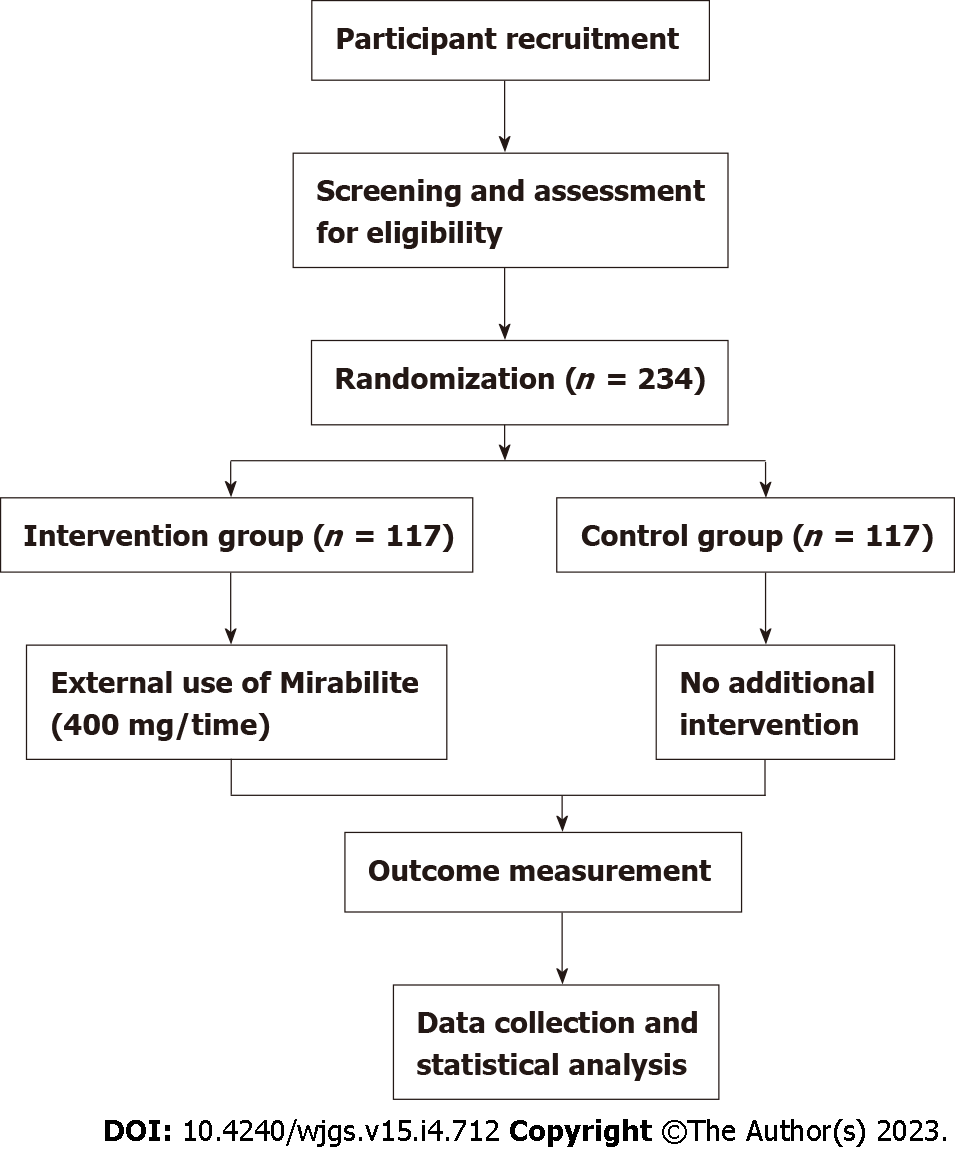 Participant recruitment
Screening and assessment
for eligibility
Randomization (n = 234)
Intervention group (n = 117)
Control group (n = 117)
External use of Mirabilite
(400 mg/time)
No additional
intervention
Outcome measurement
Data collection and
statistical analysis
DOI: 10.4240/wjgs.v15.i4.712 Copyright ©The Author(s) 2023.